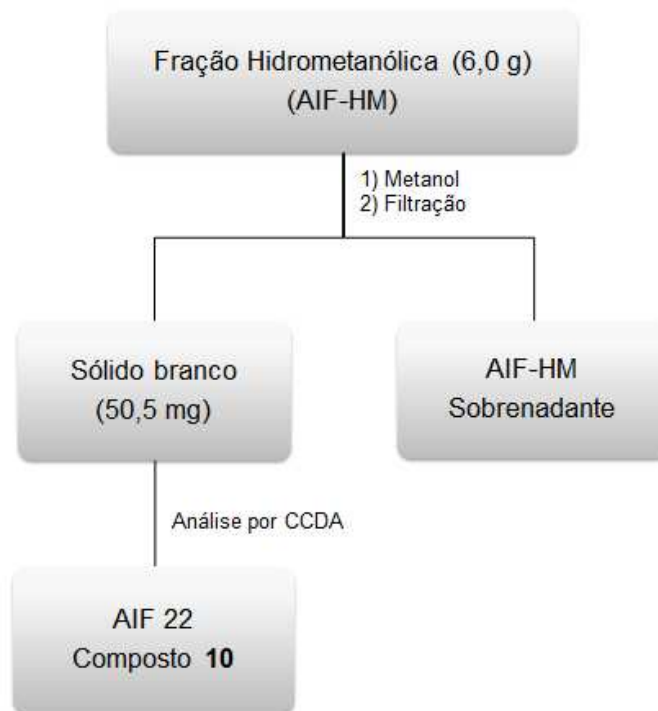 Fração Hidrometanólica (6,0 g)
(AIF-HM)
1) Metanol
2) Filtração
Sólido branco
(50,5 mg)
AIF-HM
Sobrenadante
Análise por CCDA
AIF 22
Composto 10